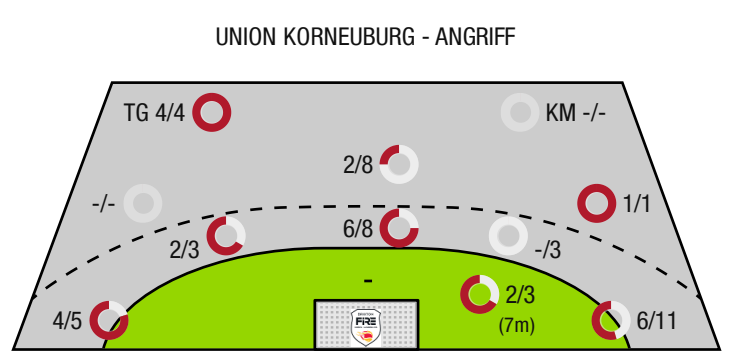 UNION KORNEUBURG - ANGRIFF
TG 4/4
KM -/-
2/8
-/-
1/1
2/3
6/8
-/3
-
2/3
(7m)
4/5
FIRE
6/11